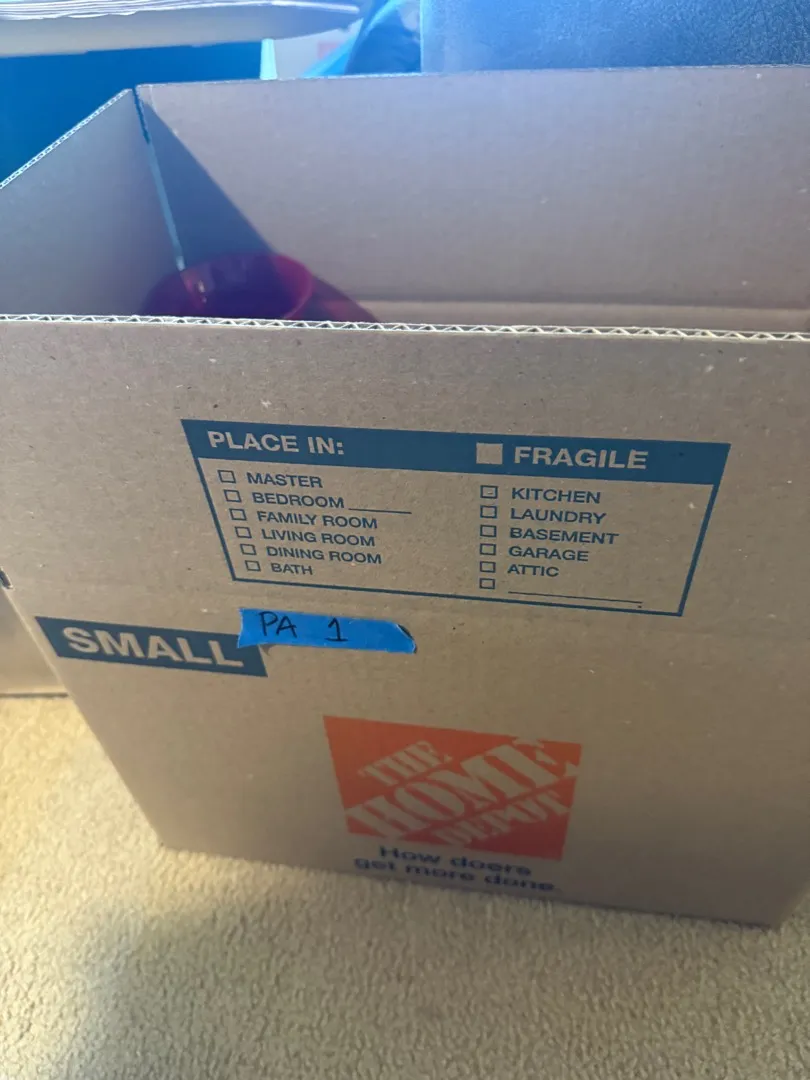 PLACE IN:
FRAGILE
MASTER
BEDROOM
FAMILY ROOM
LIVING ROOM
DINING ROOM
BATH
KITCHEN
LAUNDRY
BASEMENT
GARAGE
ATTIC
SMALL
PA 1
THE
HOME
DEPOT
How doers
get more done.